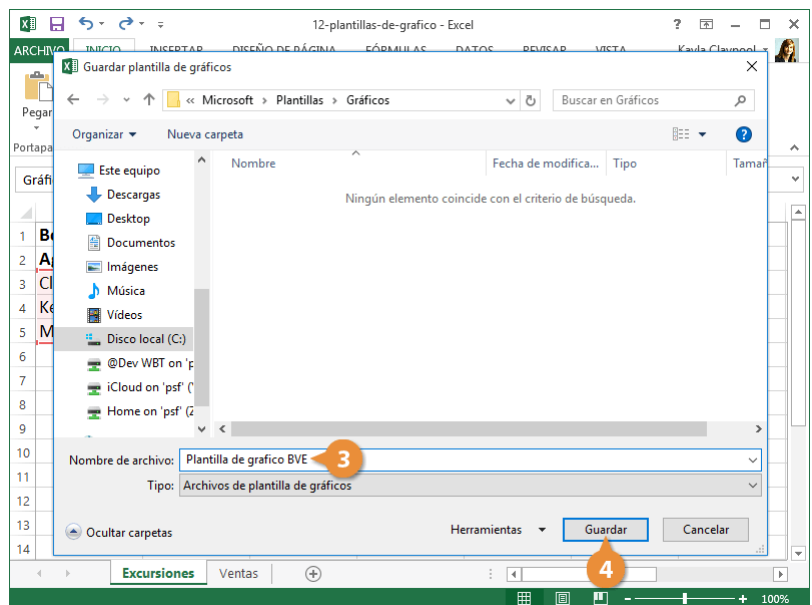 12-plantillas-de-grafico - Excel
ARCHIVO INICIO INSERTAR DISEÑO DE PÁGINA FÓRMULAS DATOS REVISAR VISTA Kayla Claypool
Guardar plantilla de gráficos
Pegar
« Microsoft > Plantillas > Gráficos
Buscar en Gráficos
Organizar Nueva carpeta
Portapa
Nombre Fecha de modifica... Tipo Tamañ
Ningún elemento coincide con el criterio de búsqueda.
Gráfi
Este equipo
Descargas
Desktop
Documentos
Imágenes
Música
Vídeos
Disco local (C:)
@Dev WBT on 'p
iCloud on 'psf' ('
Home on 'psf' (Z
1 B
2 A
3 Cl
4 Ke
5 M
6
7
8
9
10
11
12
13
14
Nombre de archivo: Plantilla de grafico BVE 3
Tipo: Archivos de plantilla de gráficos
Ocultar carpetas Herramientas Guardar Cancelar
4
Excursiones Ventas
100%